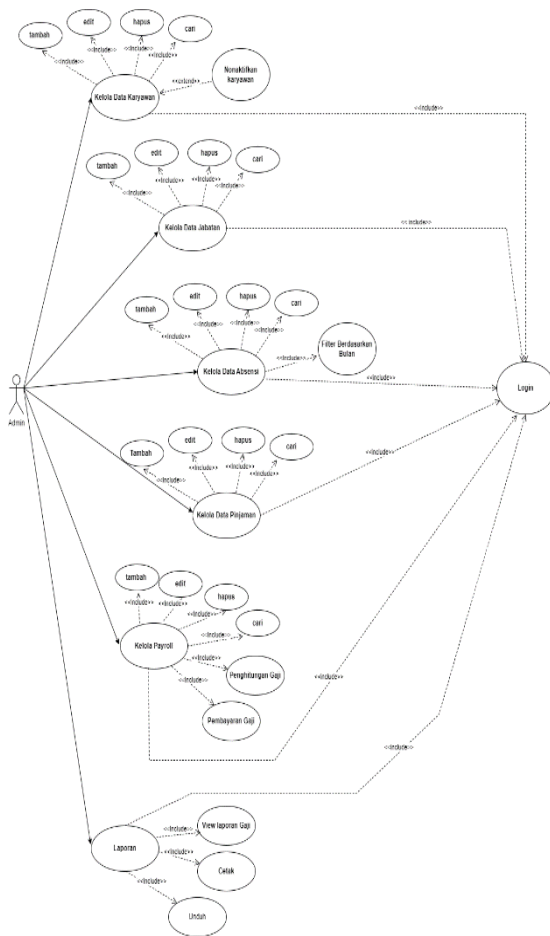 tambah
edit
hapus
cari
<<include>>
<<include>>
<<include>>
<<include>>
Nonaktifkan
karyawan
<<extend>>
Kelola Data Karyawan
<<include>>
tambah
edit
hapus
cari
<<include>>
<<include>>
<<include>>
<<include>>
Kelola Data Jabatan
<<include>>
tambah
edit
hapus
cari
<<include>>
<<include>>
<<include>>
<<include>>
Filter Berdasarkan
Bulan
<<include>>
Kelola Data Absensi
<<include>>
Login
Admin
Tambah
edit
hapus
cari
<<include>>
<<include>>
<<include>>
<<include>>
Kelola Data Pinjaman
<<include>>
tambah
edit
hapus
cari
<<include>>
<<include>>
<<include>>
<<include>>
Kelola Payroll
<<include>>
Penghitungan Gaji
<<include>>
Pembayaran Gaji
<<include>>
<<include>>
Laporan
<<include>>
View laporan Gaji
<<include>>
Cetak
<<include>>
Unduh